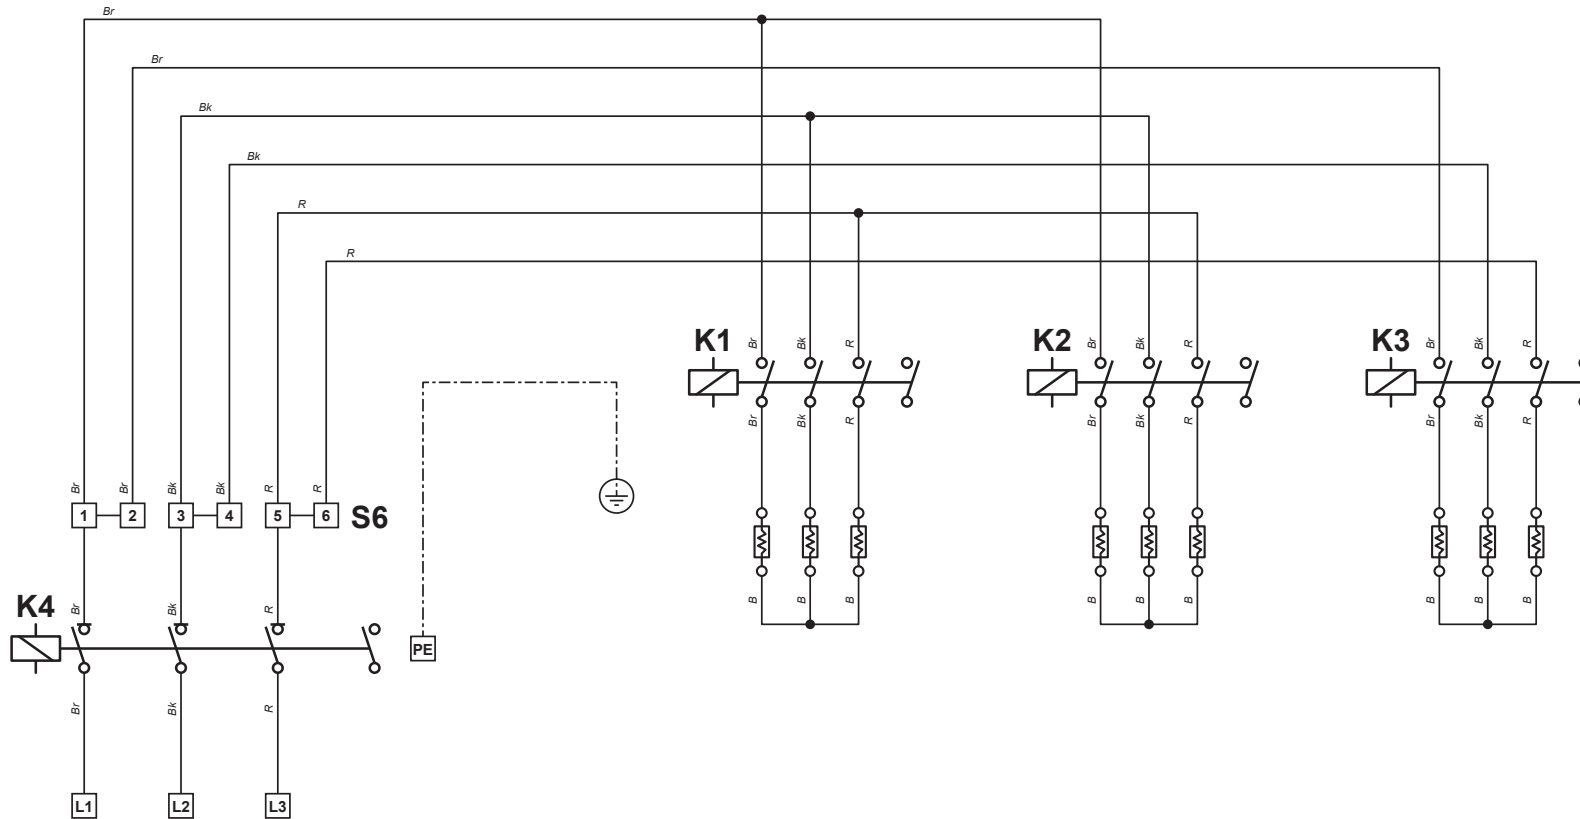 Br
Br
Bk
Bk
R
R
K1 Br Bk R
K2 Br Bk R
K3 Br Bk R
Br Bk R
Br Bk R
Br Bk R
Br Br Bk Bk R R
1 2 3 4 5 6 S6
K4 Br Bk R
B B B
B B B
B B B
PE
Br Bk R
L1 L2 L3